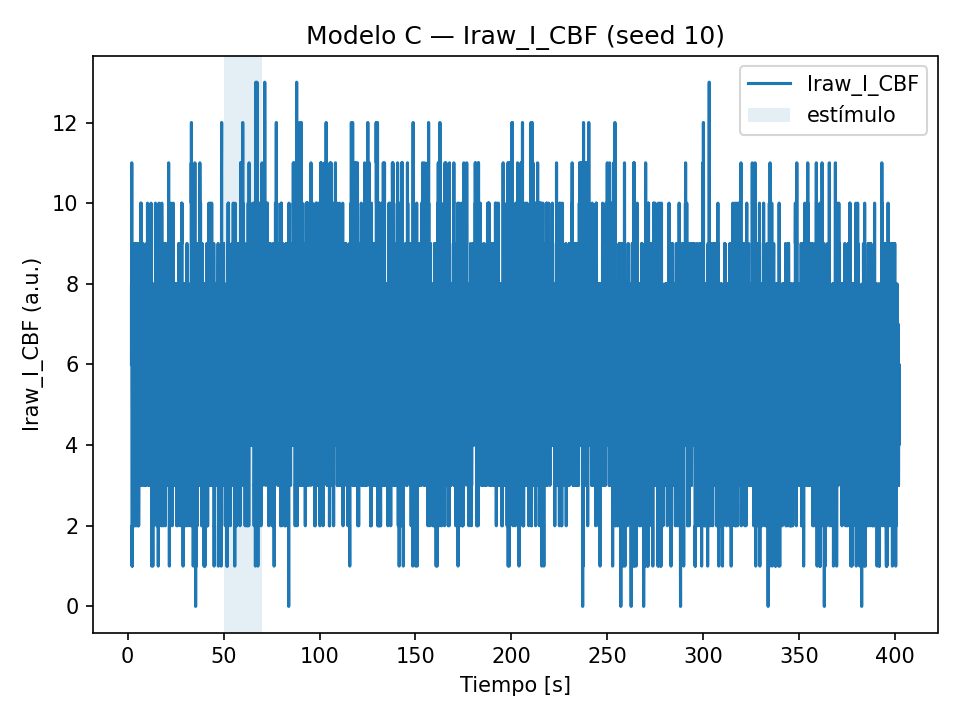 Modelo C — Iraw_I_CBF (seed 10)
Iraw_I_CBF
estímulo
Iraw_I_CBF (a.u.)
12
10
8
6
4
2
0
0 50 100 150 200 250 300 350 400
Tiempo [s]